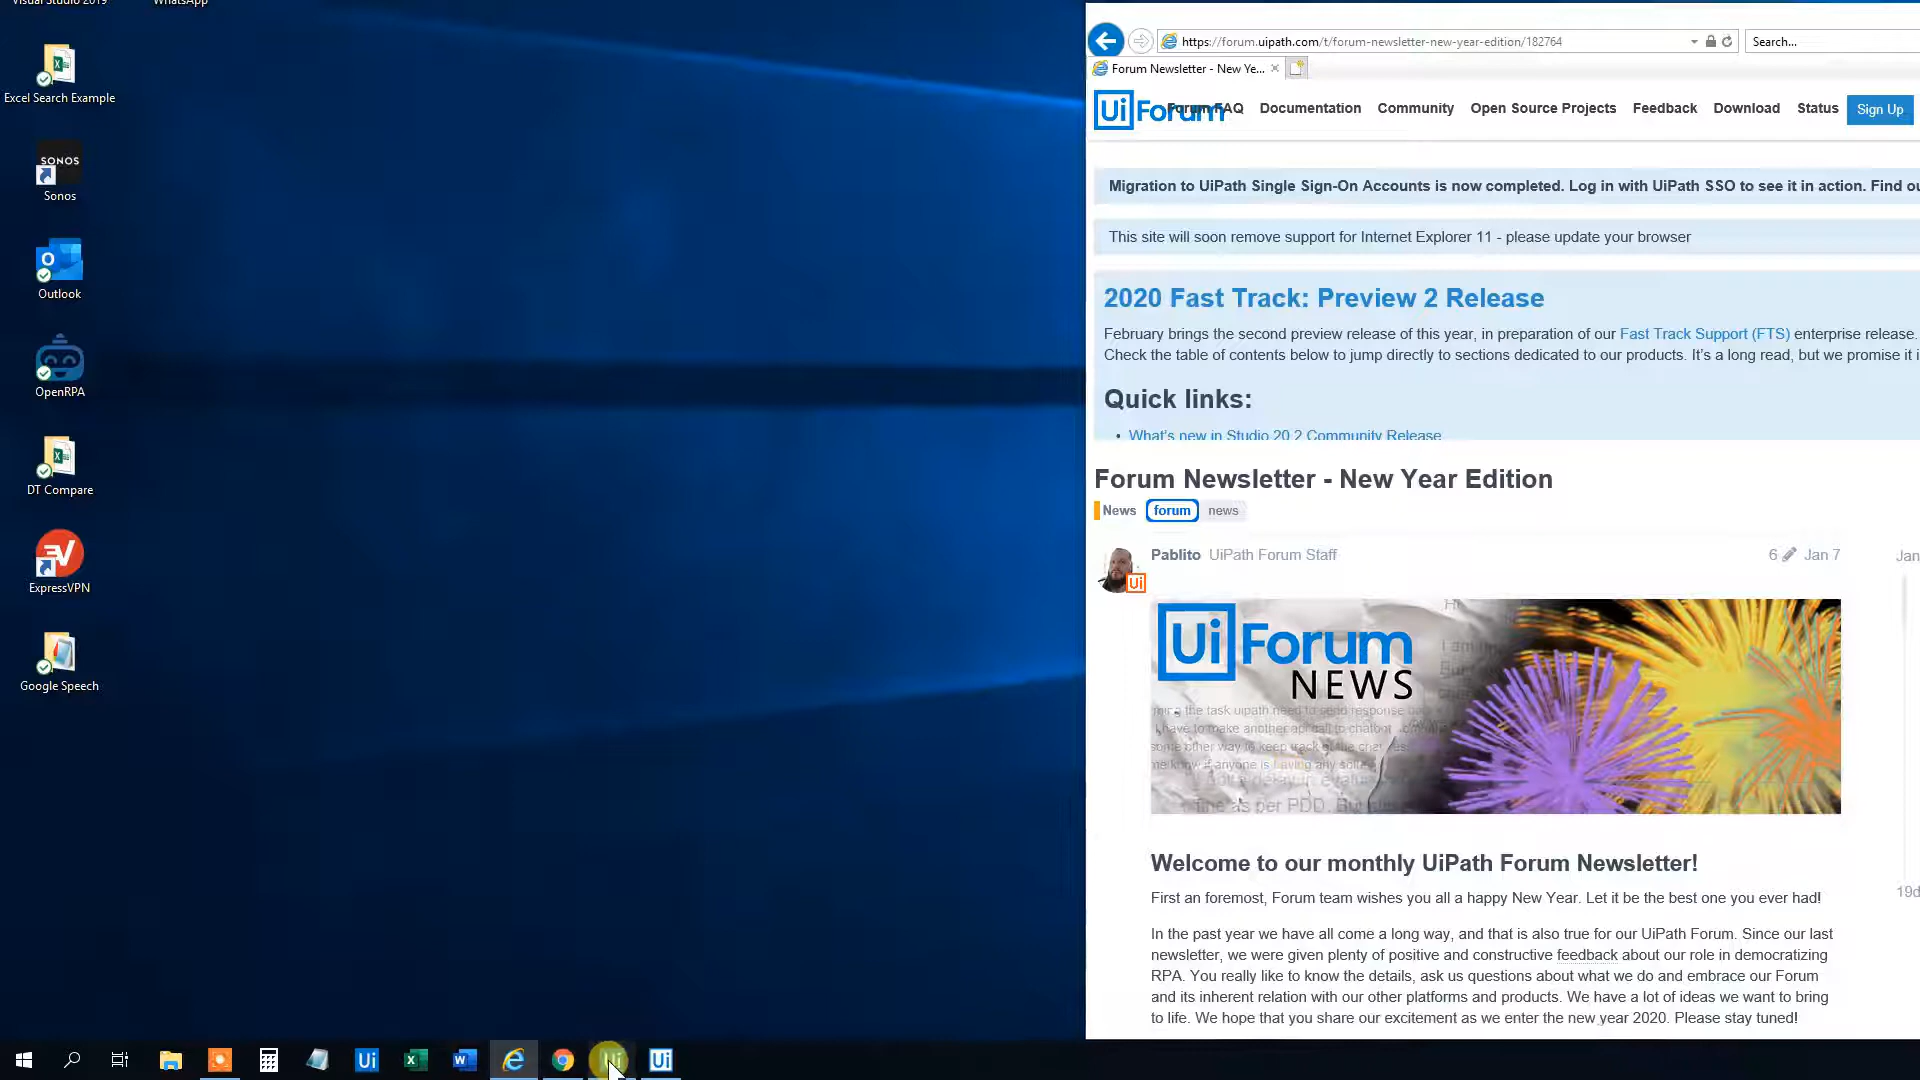 Visual Studio 2019
WhatsApp
Excel Search Example
SONOS
Sonos
Outlook
OpenRPA
DT Compare
ExpressVPN
Google Speech
https://forum.uipath.com/t/forum-newsletter-new-year-edition/182764
Search...
Forum Newsletter - New Ye...
UiForum
Forum FAQ
Documentation
Community
Open Source Projects
Feedback
Download
Status
Sign Up
Migration to UiPath Single Sign-On Accounts is now completed. Log in with UiPath SSO to see it in action. Find ou
This site will soon remove support for Internet Explorer 11 - please update your browser
2020 Fast Track: Preview 2 Release
February brings the second preview release of this year, in preparation of our Fast Track Support (FTS) enterprise release.
Check the table of contents below to jump directly to sections dedicated to our products. It's a long read, but we promise it i
Quick links:
• What's new in Studio 20.2 Community Release
Forum Newsletter - New Year Edition
News forum news
Pablito UiPath Forum Staff 6 Jan 7
Jan
Ui Forum
NEWS
Welcome to our monthly UiPath Forum Newsletter!
First an foremost, Forum team wishes you all a happy New Year. Let it be the best one you ever had!
19d
In the past year we have all come a long way, and that is also true for our UiPath Forum. Since our last
newsletter, we were given plenty of positive and constructive feedback about our role in democratizing
RPA. You really like to know the details, ask us questions about what we do and embrace our Forum
and its inherent relation with our other platforms and products. We have a lot of ideas we want to bring
to life. We hope that you share our excitement as we enter the new year 2020. Please stay tuned!